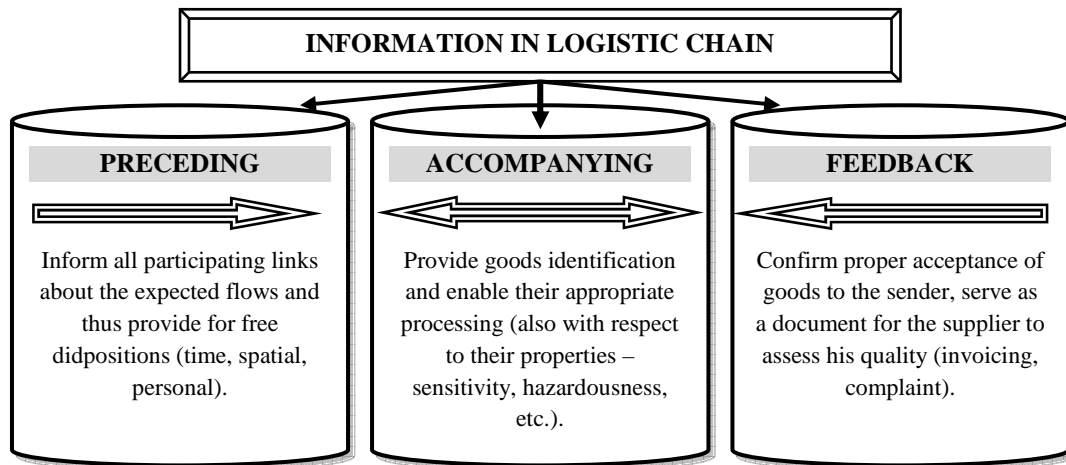 INFORMATION IN LOGISTIC CHAIN
PRECEDING
Inform all participating links
about the expected flows and
thus provide for free
didpositions (time, spatial,
personal).
ACCOMPANYING
Provide goods identification
and enable their appropriate
processing (also with respect
to their properties –
sensitivity, hazardousness,
etc.).
FEEDBACK
Confirm proper acceptance of
goods to the sender, serve as
a document for the supplier to
assess his quality (invoicing,
complaint).